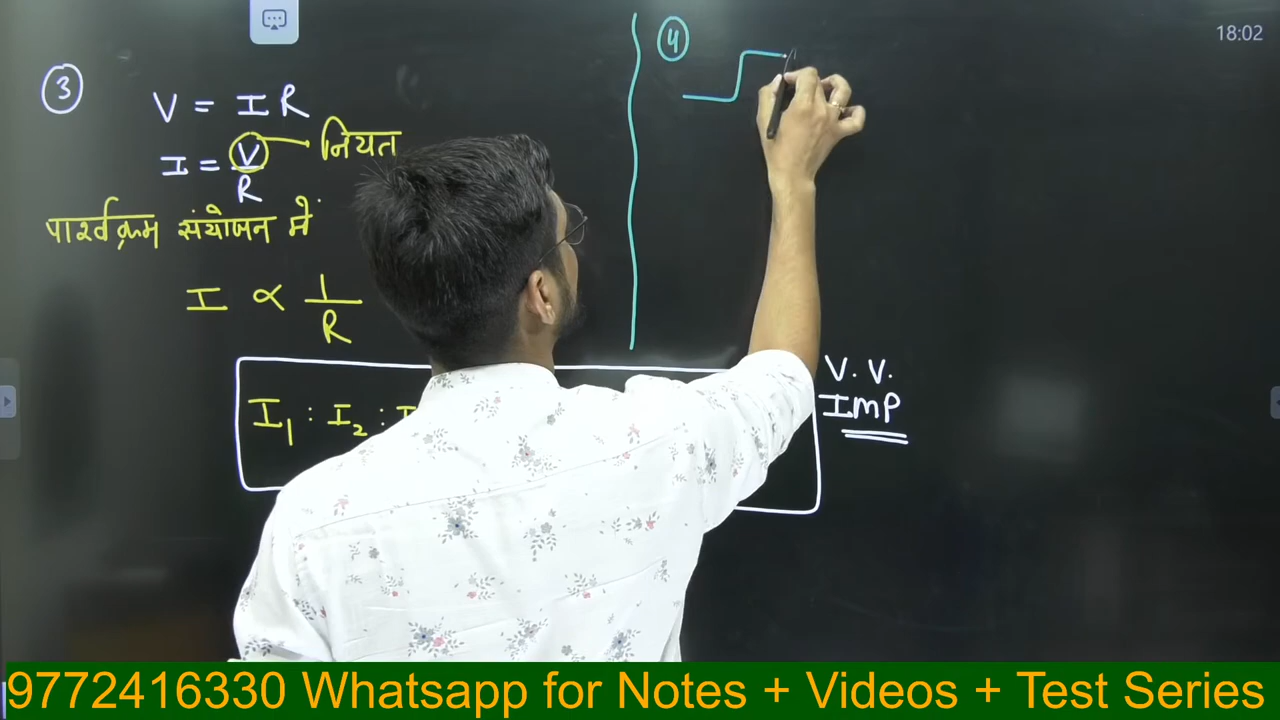 18:02
③
V = I R
I = V/R → नियत
पार्श्वक्रम संयोजन में
I ∝ 1/R
I₁ : I₂ :
V. V.
IMP
④
9772416330 Whatsapp for Notes + Videos + Test Series